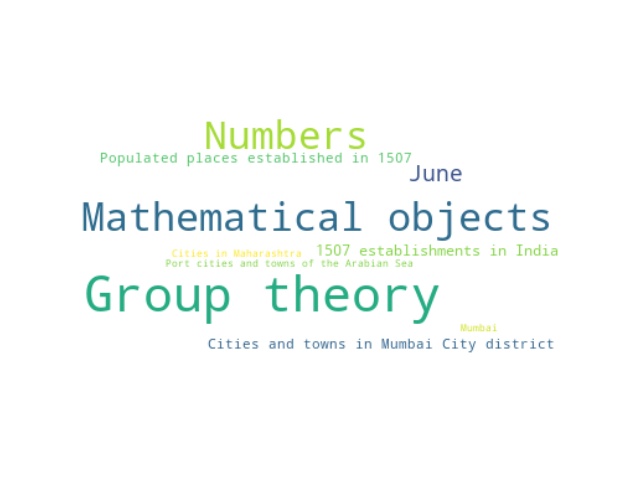 Numbers
Populated places established in 1507
June
Mathematical objects
1507 establishments in India
Cities in Maharashtra
Port cities and towns of the Arabian Sea
Group theory
Mumbai
Cities and towns in Mumbai City district